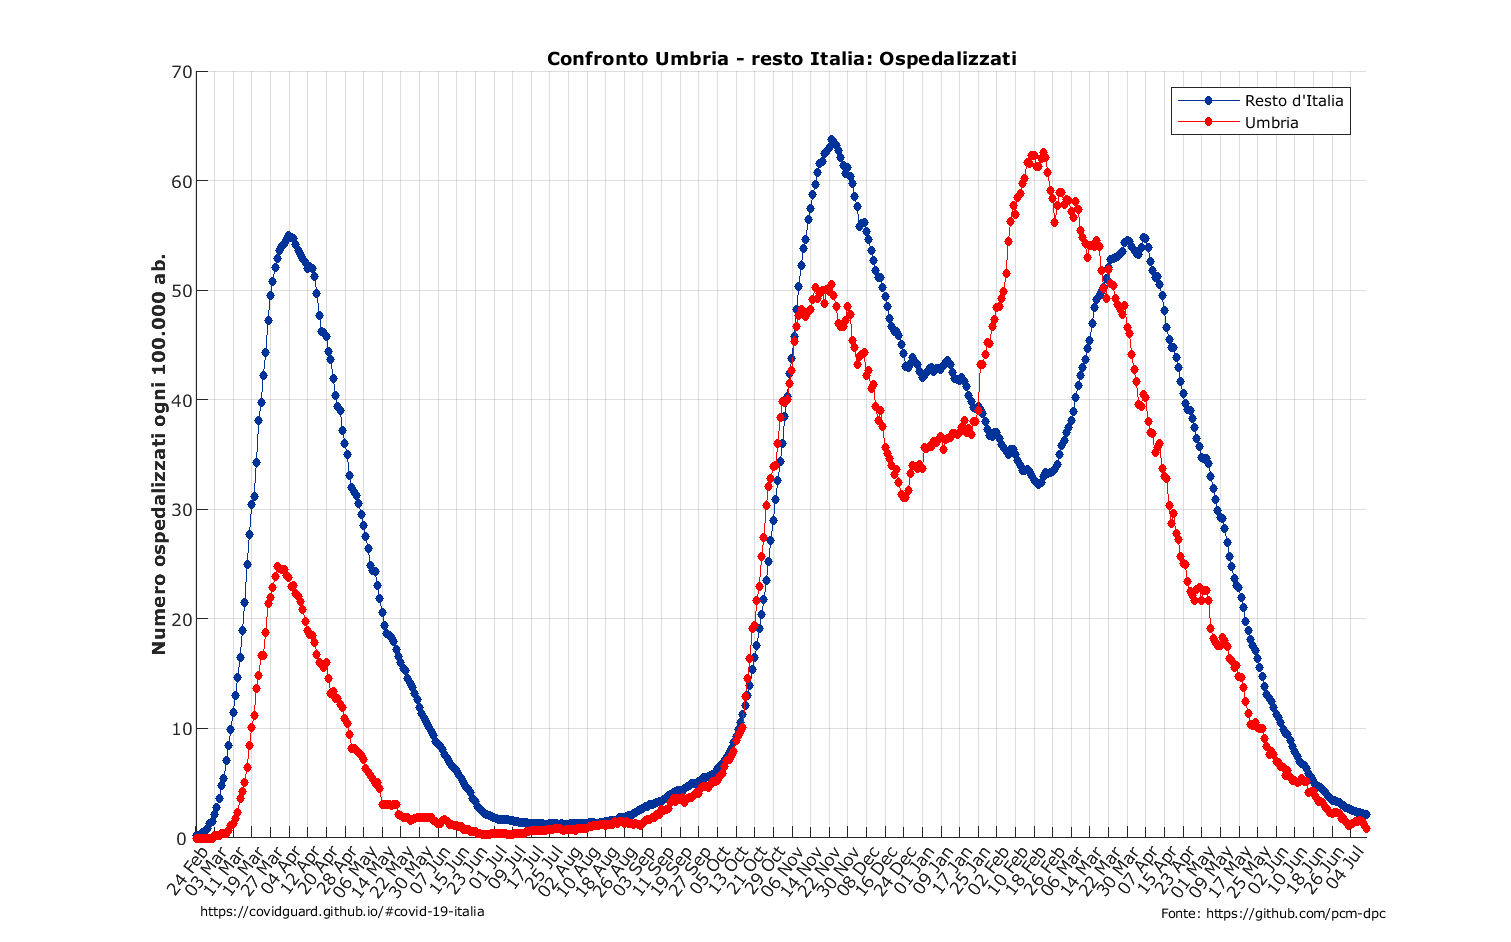 Confronto Umbria - resto Italia: Ospedalizzati
Resto d'Italia
Umbria
Numero ospedalizzati ogni 100.000 ab.
70
60
50
40
30
20
10
0
24 Feb
03 Mar
11 Mar
19 Mar
27 Mar
04 Apr
12 Apr
20 Apr
28 Apr
06 May
14 May
22 May
30 May
07 Jun
15 Jun
23 Jun
01 Jul
09 Jul
17 Jul
25 Jul
02 Aug
10 Aug
18 Aug
26 Aug
03 Sep
11 Sep
19 Sep
27 Sep
05 Oct
13 Oct
21 Oct
29 Oct
06 Nov
14 Nov
22 Nov
30 Nov
08 Dec
16 Dec
24 Dec
01 Jan
09 Jan
17 Jan
25 Jan
02 Feb
10 Feb
18 Feb
26 Feb
06 Mar
14 Mar
22 Mar
30 Mar
07 Apr
15 Apr
23 Apr
01 May
09 May
17 May
25 May
02 Jun
10 Jun
18 Jun
26 Jun
04 Jul
https://covidguard.github.io/#covid-19-italia
Fonte: https://github.com/pcm-dpc